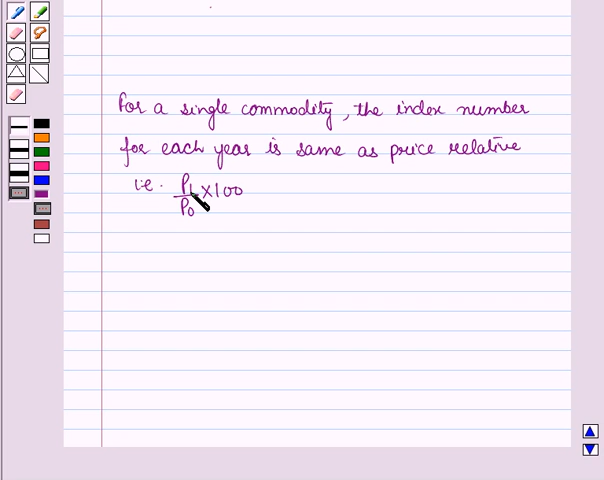 For a single commodity, the index number
for each year is same as price relative
i.e. P1/P0 ×100